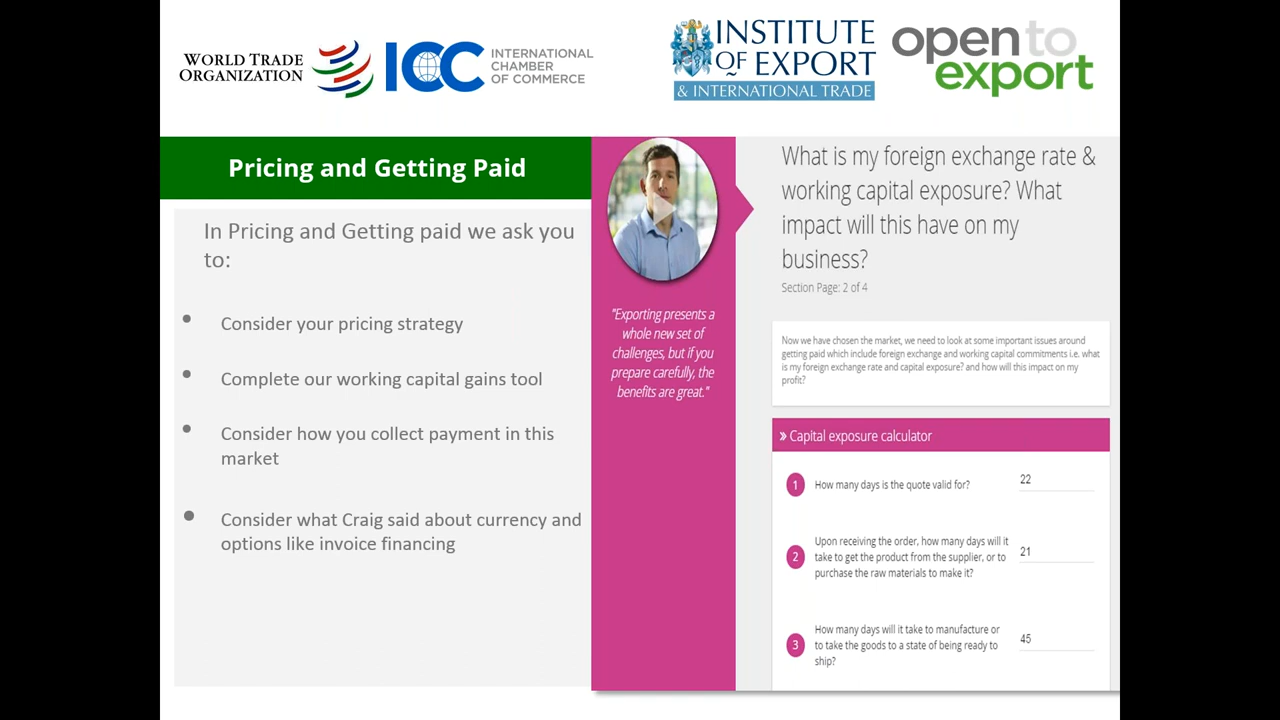 WORLD TRADE
ORGANIZATION
ICC
INTERNATIONAL
CHAMBER
OF COMMERCE
INSTITUTE
OF EXPORT
& INTERNATIONAL TRADE
open to
export
Pricing and Getting Paid
In Pricing and Getting paid we ask you
to:
• Consider your pricing strategy
• Complete our working capital gains tool
• Consider how you collect payment in this
market
• Consider what Craig said about currency and
options like invoice financing
"Exporting presents a
whole new set of
challenges, but if you
prepare carefully, the
benefits are great."
What is my foreign exchange rate &
working capital exposure? What
impact will this have on my
business?
Section Page: 2 of 4
Now we have chosen the market, we need to look at some important issues around
getting paid which include foreign exchange and working capital commitments i.e. what
is my foreign exchange rate and capital exposure? and how will this impact on my
profit?
» Capital exposure calculator
1 How many days is the quote valid for? 22
2 Upon receiving the order, how many days will it
take to get the product from the supplier, or to
purchase the raw materials to make it?
21
3 How many days will it take to manufacture or
to take the goods to a state of being ready to
ship?
45